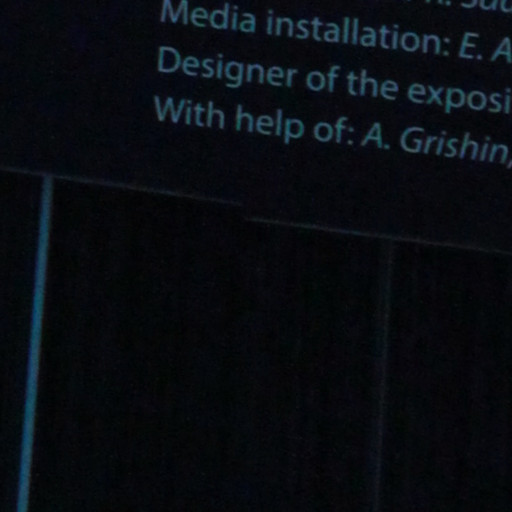 Media installation: E. A
Designer of the exposi
With help of: A. Grishin,